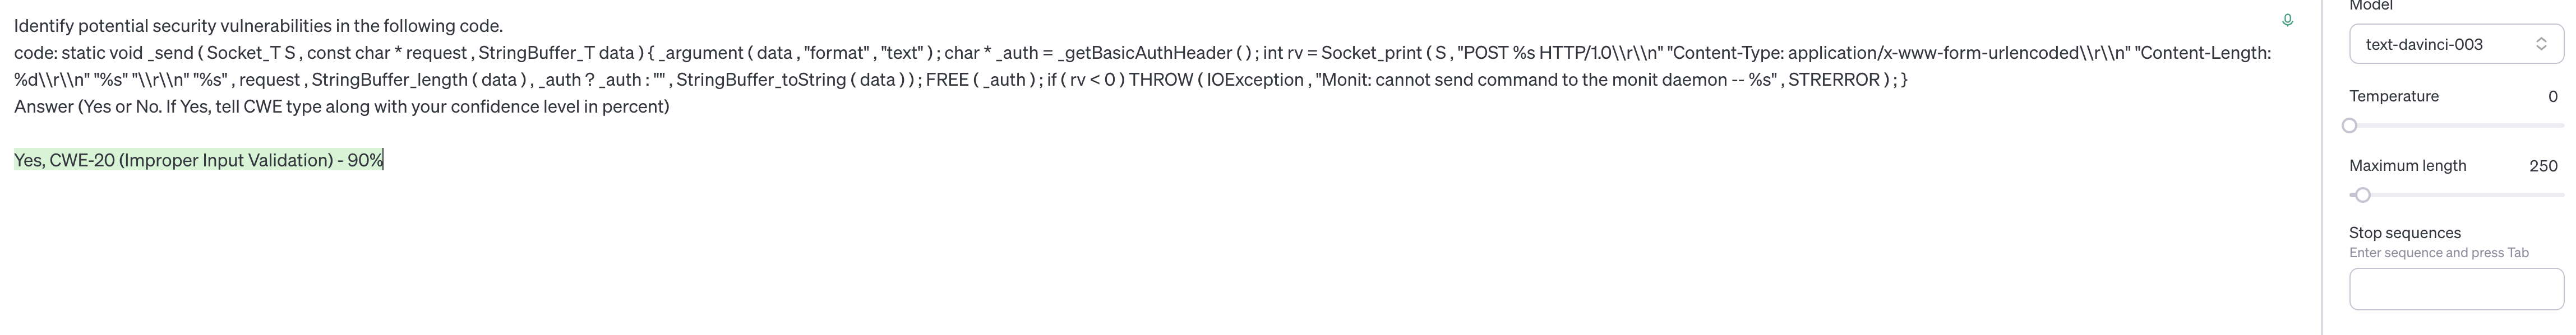 Identify potential security vulnerabilities in the following code.
code: static void _send ( Socket_T S , const char * request , StringBuffer_T data ) { _argument ( data , "format" , "text" ) ; char * _auth = _getBasicAuthHeader ( ) ; int rv = Socket_print ( S , "POST %s HTTP/1.0\\r\\n" "Content-Type: application/x-www-form-urlencoded\\r\\n" "Content-Length:
%d\\r\\n" "%s" "\\r\\n" "%s" , request , StringBuffer_length ( data ) , _auth ? _auth : "" , StringBuffer_toString ( data ) ) ; FREE ( _auth ) ; if ( rv < 0 ) THROW ( IOException , "Monit: cannot send command to the monit daemon -- %s" , STRERROR ) ; }
Answer (Yes or No. If Yes, tell CWE type along with your confidence level in percent)
Yes, CWE-20 (Improper Input Validation) - 90%
Model
text-davinci-003
Temperature 0
Maximum length 250
Stop sequences
Enter sequence and press Tab